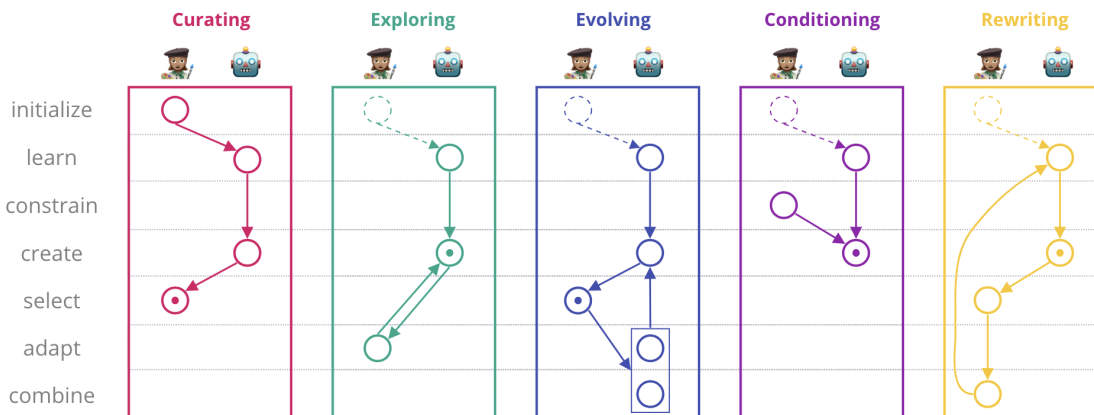 Curating Exploring Evolving Conditioning Rewriting
initialize
learn
constrain
create
select
adapt
combine